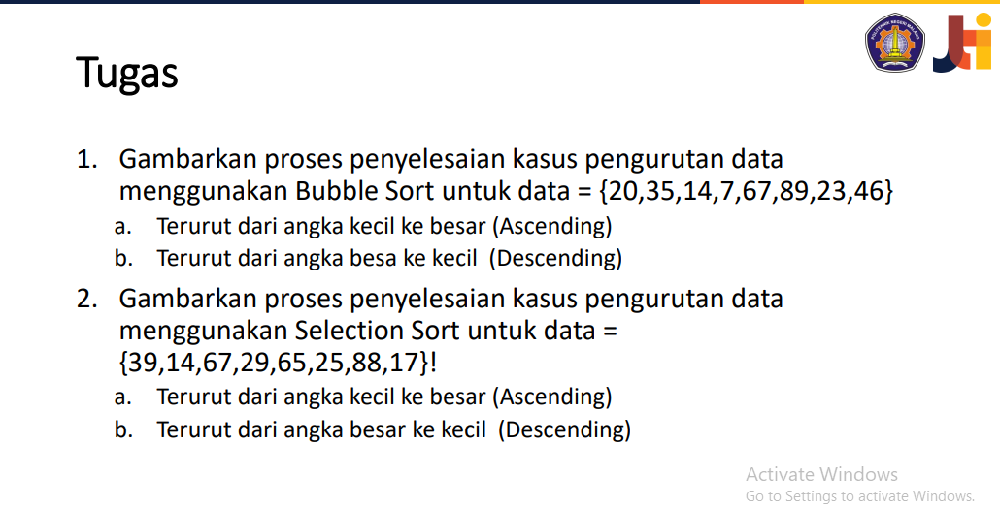 POLITEKNIK NEGERI MALANG
Tugas
1. Gambarkan proses penyelesaian kasus pengurutan data
menggunakan Bubble Sort untuk data = {20,35,14,7,67,89,23,46}
a. Terurut dari angka kecil ke besar (Ascending)
b. Terurut dari angka besa ke kecil (Descending)
2. Gambarkan proses penyelesaian kasus pengurutan data
menggunakan Selection Sort untuk data =
{39,14,67,29,65,25,88,17}!
a. Terurut dari angka kecil ke besar (Ascending)
b. Terurut dari angka besar ke kecil (Descending)
Activate Windows
Go to Settings to activate Windows.